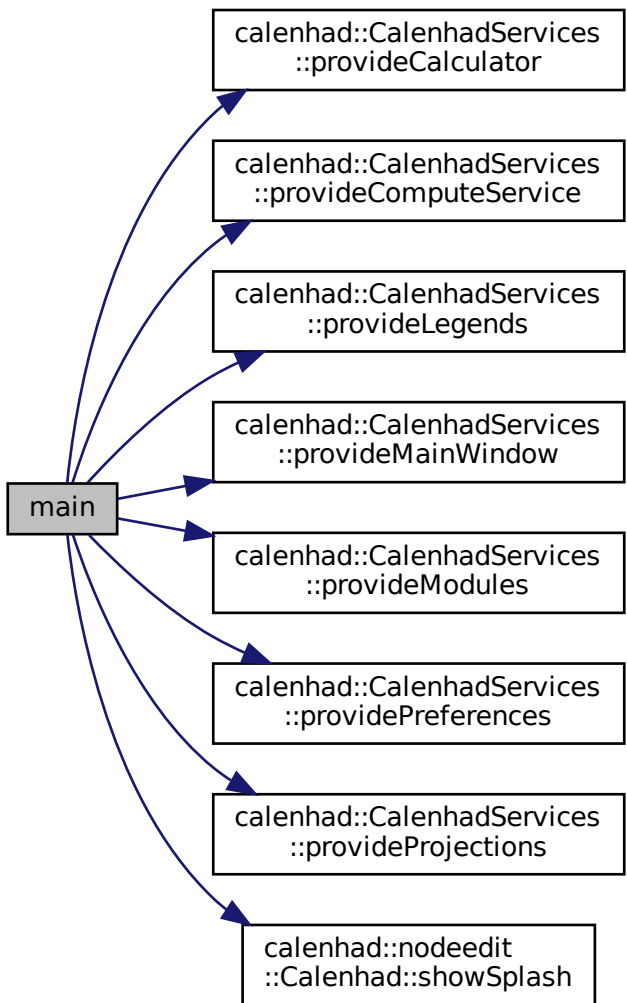 calenhad::CalenhadServices
::provideCalculator
calenhad::CalenhadServices
::provideComputeService
calenhad::CalenhadServices
::provideLegends
calenhad::CalenhadServices
::provideMainWindow
main
calenhad::CalenhadServices
::provideModules
calenhad::CalenhadServices
::providePreferences
calenhad::CalenhadServices
::provideProjections
calenhad::nodeedit
::Calenhad::showSplash